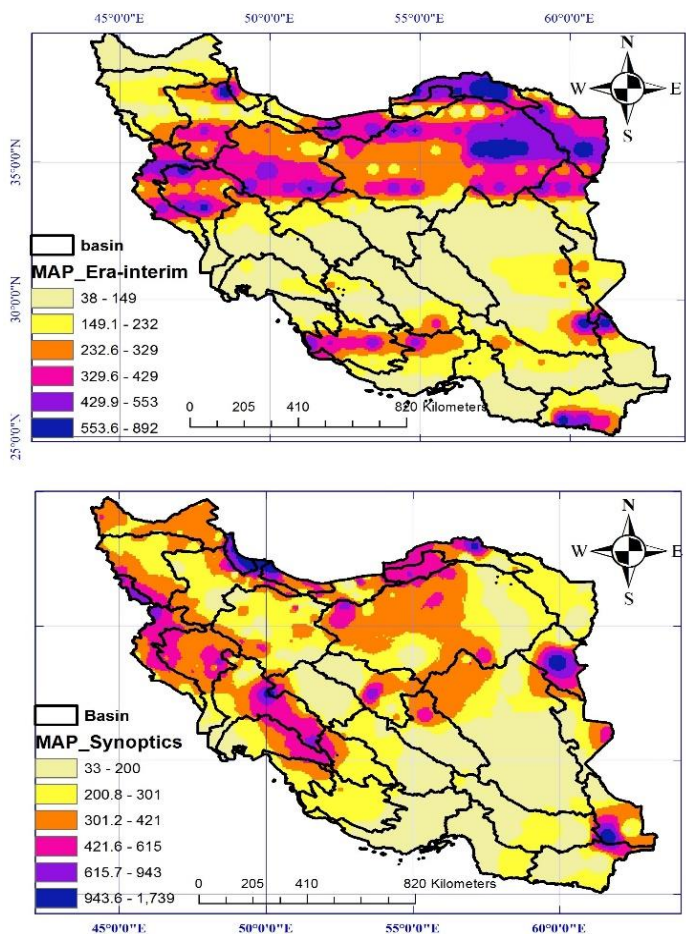 45°0'0"E 50°0'0"E 55°0'0"E 60°0'0"E
N
W E
S
35°0'0"N
30°0'0"N
25°0'0"N
basin
MAP_Era-interim
38 - 149
149.1 - 232
232.6 - 329
329.6 - 429
429.9 - 553
553.6 - 892
0 205 410 820 Kilometers
N
W E
S
Basin
MAP_Synoptics
33 - 200
200.8 - 301
301.2 - 421
421.6 - 615
615.7 - 943
943.6 - 1,739
0 205 410 820 Kilometers
45°0'0"E 50°0'0"E 55°0'0"E 60°0'0"E